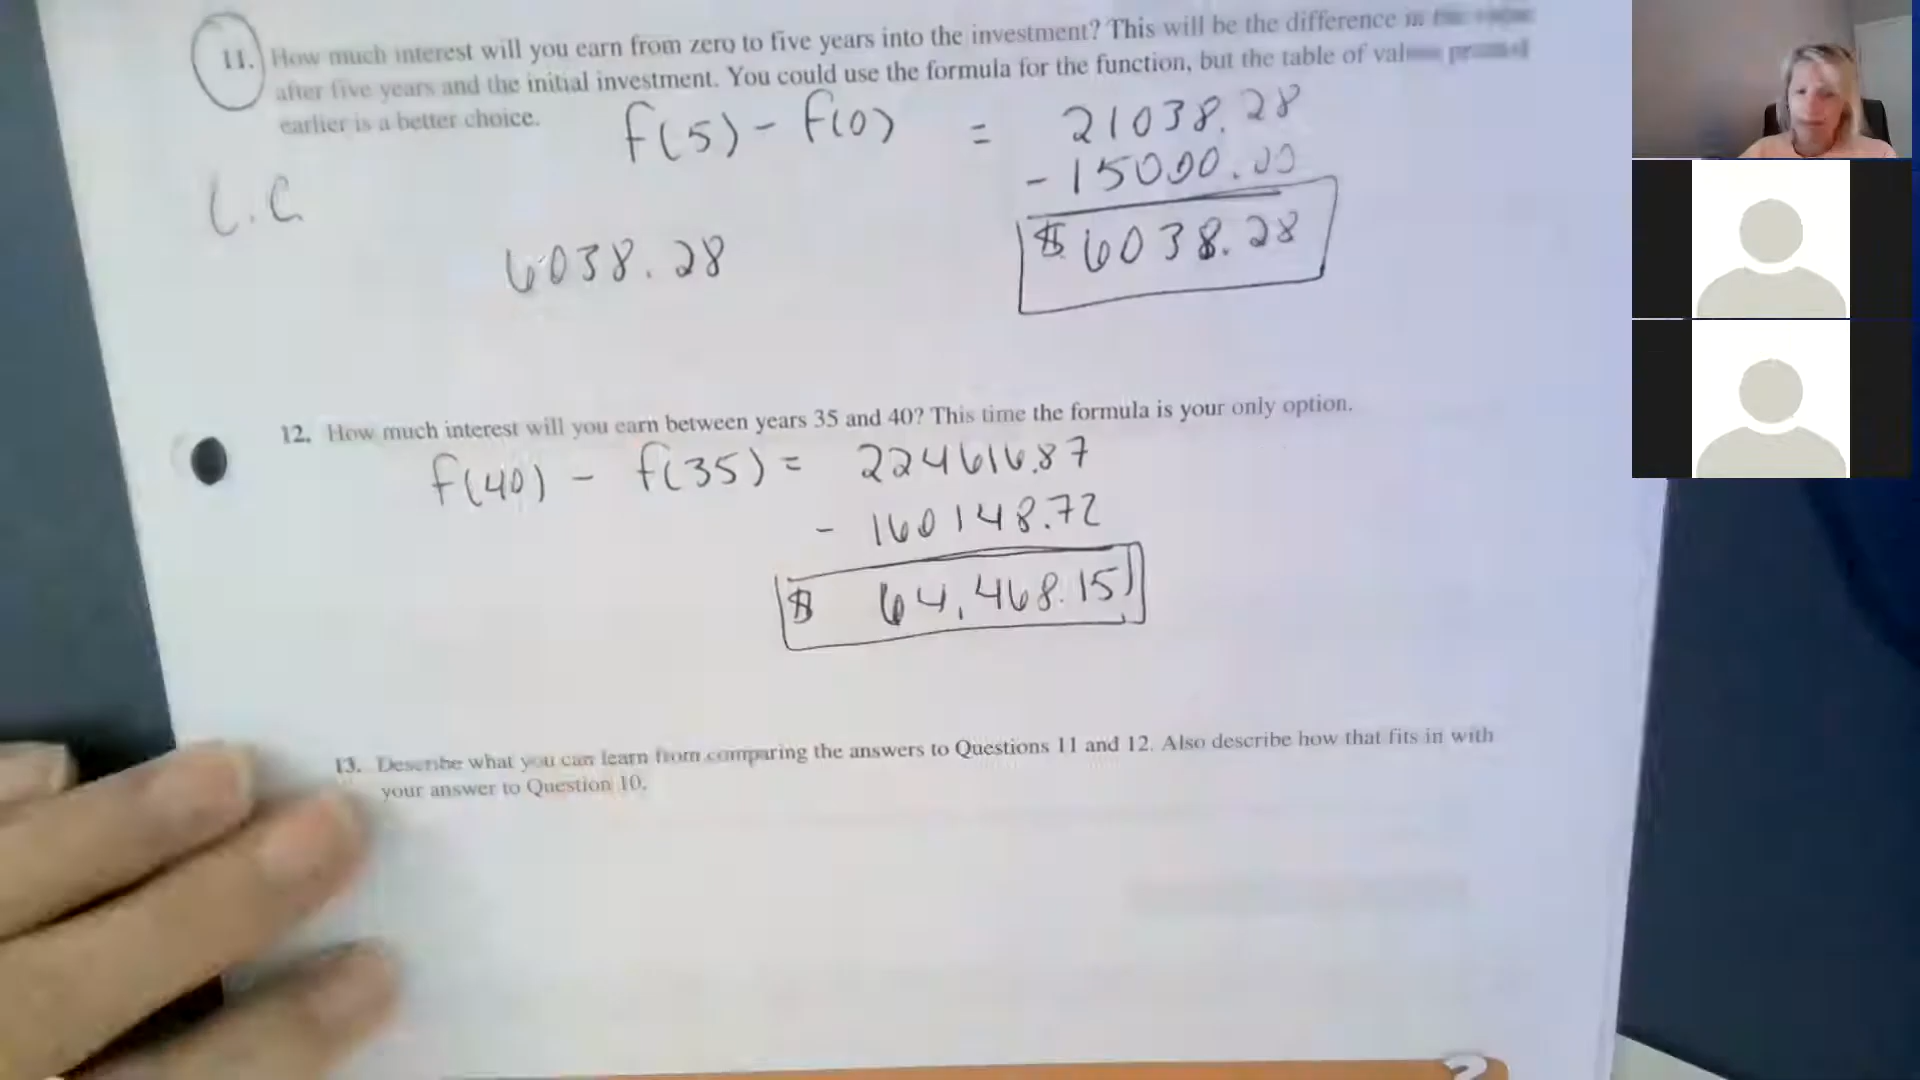 11. How much interest will you earn from zero to five years into the investment? This will be the difference in the value
after five years and the initial investment. You could use the formula for the function, but the table of values
earlier is a better choice.
f(5) - f(0) = 21038.28
- 15000.00
$6038.28
6038.28
12. How much interest will you earn between years 35 and 40? This time the formula is your only option.
f(40) - f(35) = 224616.87
- 160148.72
$ 64,468.15
13. Describe what you can learn from comparing the answers to Questions 11 and 12. Also describe how that fits in with
your answer to Question 10.